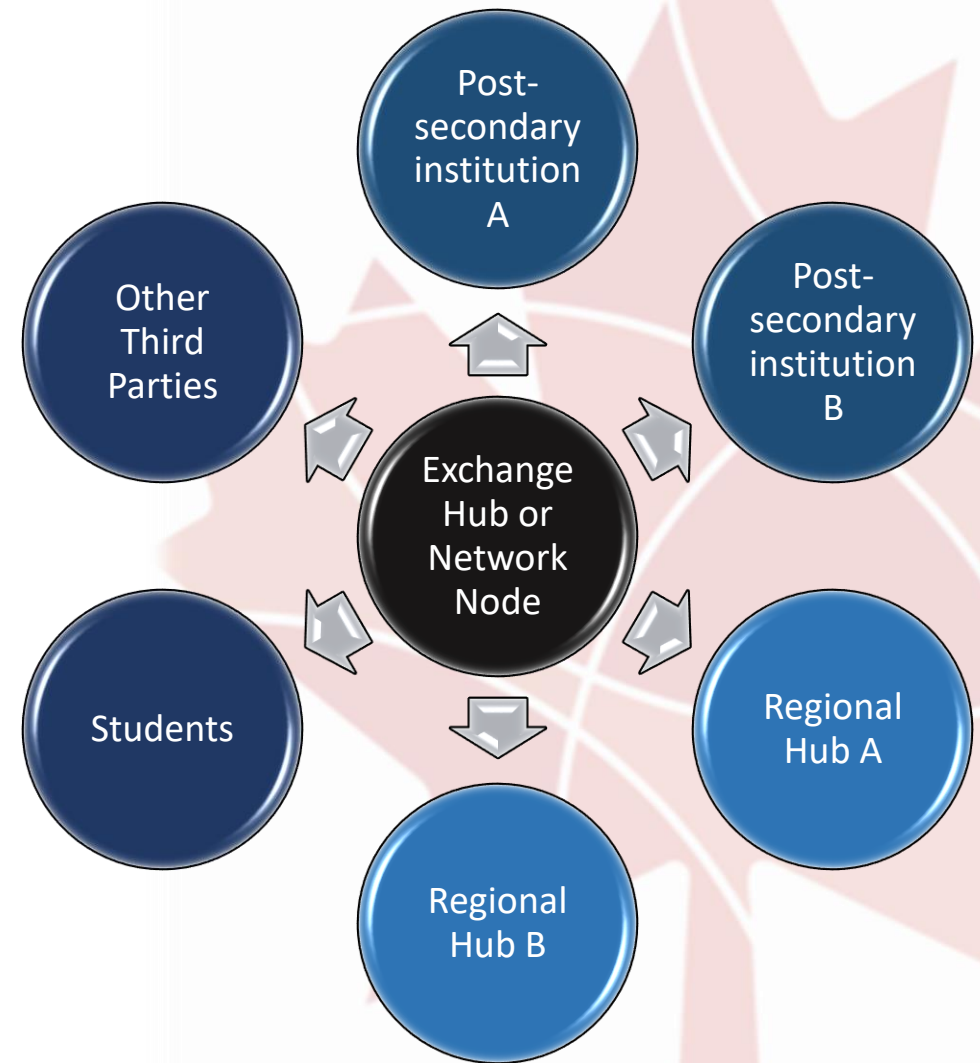 Post-
secondary
institution
A
Other
Third
Parties
Post-
secondary
institution
B
Exchange
Hub or
Network
Node
Students
Regional
Hub A
Regional
Hub B